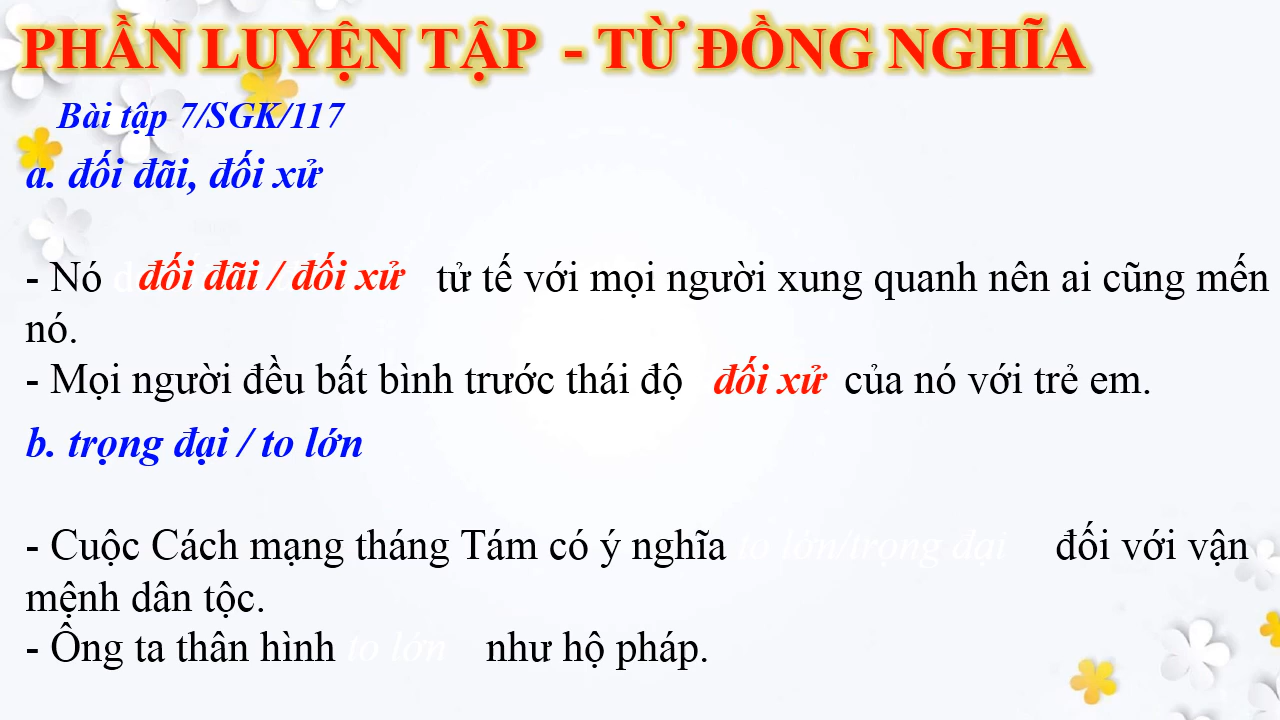 PHẦN LUYỆN TẬP - TỪ ĐỒNG NGHĨA
Bài tập 7/SGK/117
a. đối đãi, đối xử
- Nó đối đãi / đối xử tử tế với mọi người xung quanh nên ai cũng mến
nó.
- Mọi người đều bất bình trước thái độ đối xử của nó với trẻ em.
b. trọng đại / to lớn
- Cuộc Cách mạng tháng Tám có ý nghĩa to lớn/trọng đại đối với vận
mệnh dân tộc.
- Ông ta thân hình to lớn như hộ pháp.